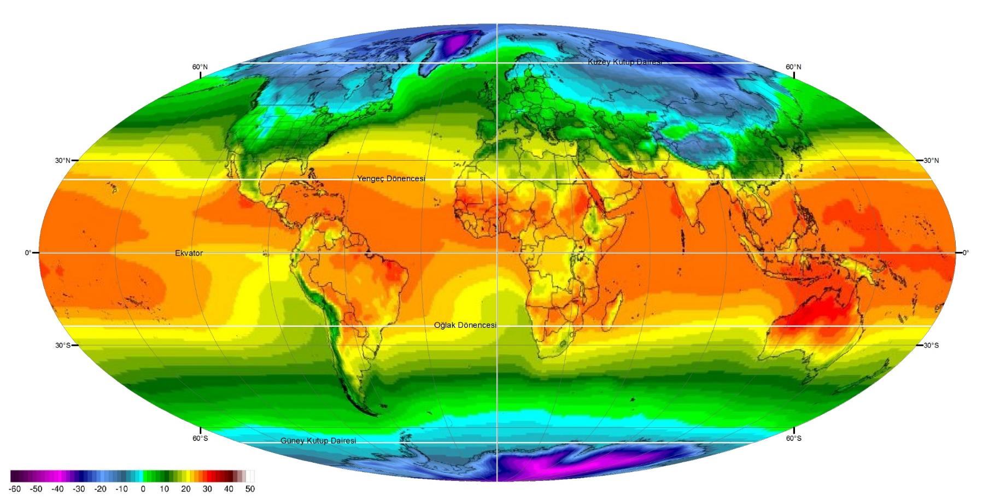 Kuzey Kutup Dairesi
60°N
60°N
30°N
30°N
Yengeç Dönencesi
0°
Ekvator
0°
Oğlak Dönencesi
30°S
30°S
60°S
Güney Kutup Dairesi
60°S
-60 -50 -40 -30 -20 -10 0 10 20 30 40 50